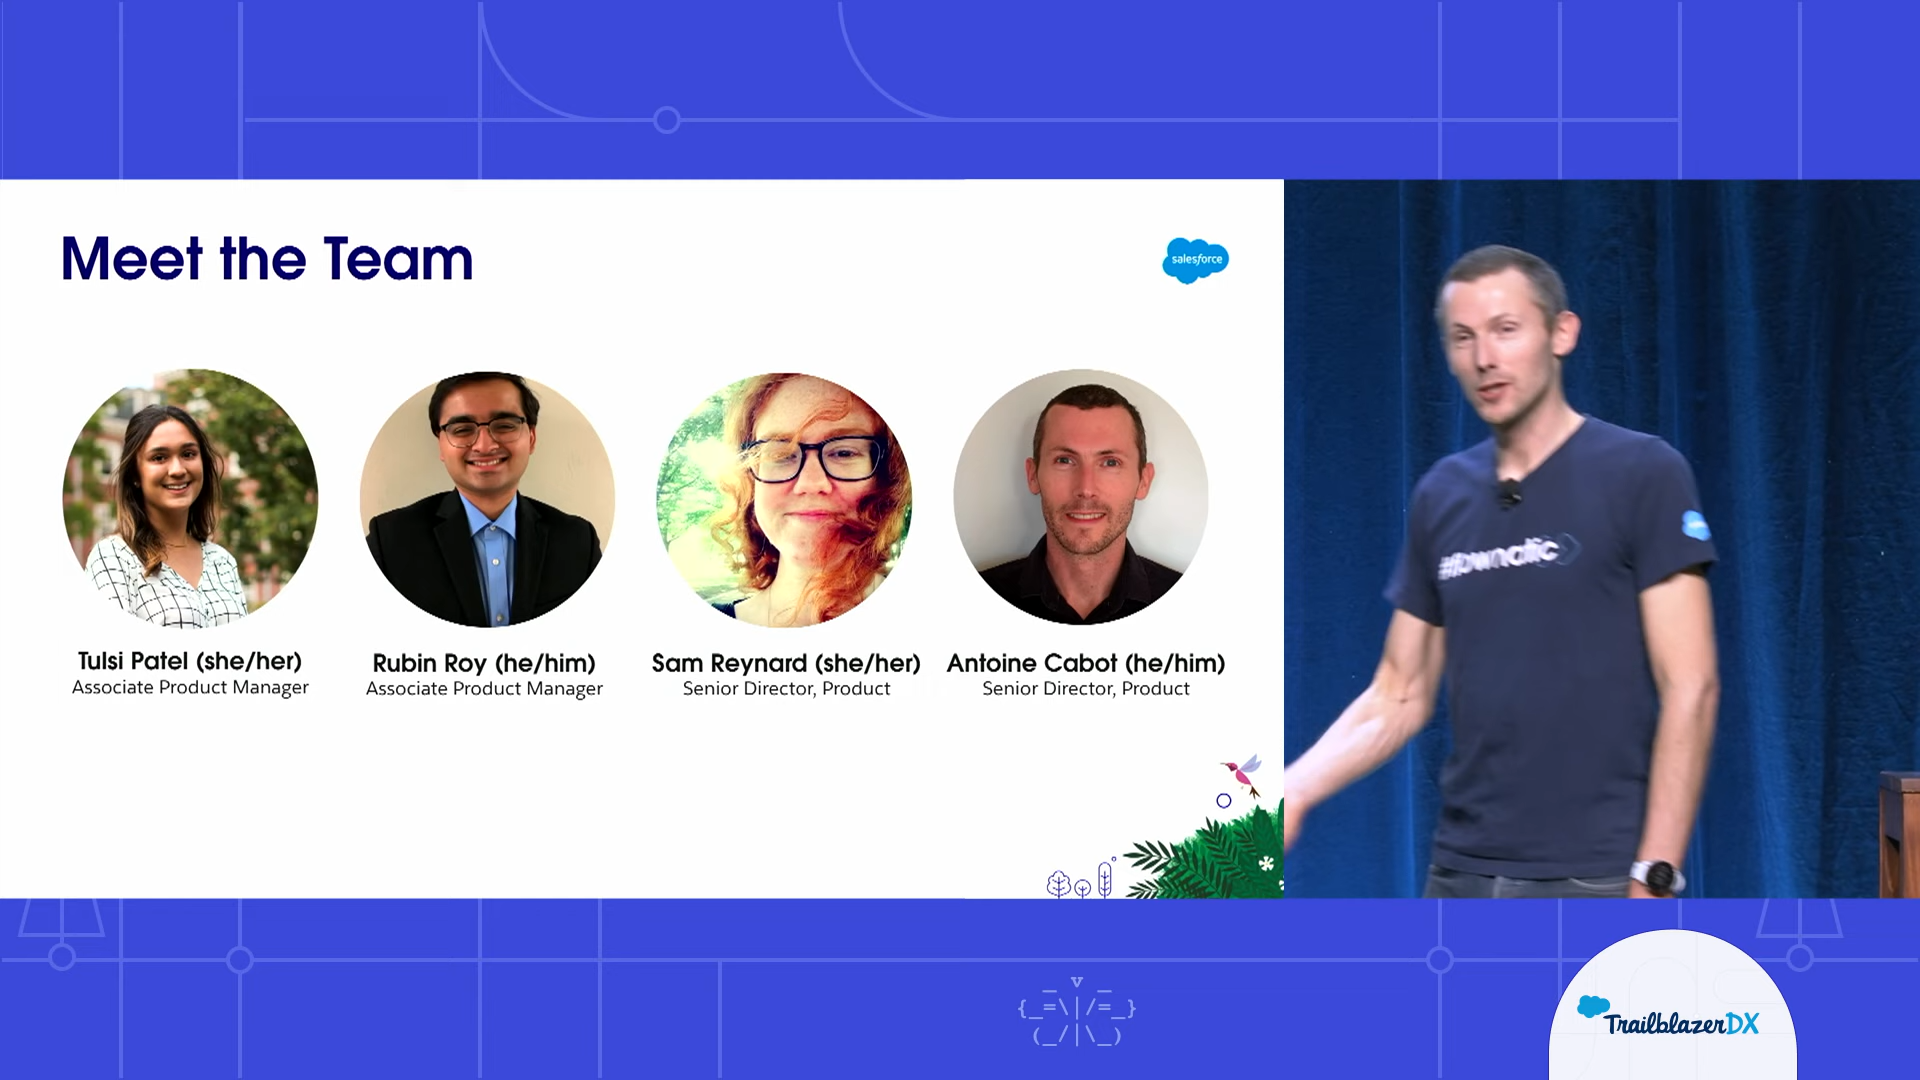 Meet the Team
salesforce
Tulsi Patel (she/her)
Associate Product Manager
Rubin Roy (he/him)
Associate Product Manager
Sam Reynard (she/her)
Senior Director, Product
Antoine Cabot (he/him)
Senior Director, Product
#flownatic
TrailblazerDX